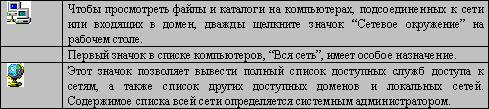 Чтобы просмотреть файлы и каталоги на компьютерах, подсоединенных к сети
или входящих в домен, дважды щелкните значок “Сетевое окружение” на
рабочем столе.
Первый значок в списке компьютеров, “Вся сеть”, имеет особое назначение.
Этот значок позволяет вывести полный список доступных служб доступа к
сетям, а также список других доступных доменов и локальных сетей.
Содержимое списка всей сети определяется системным администратором.